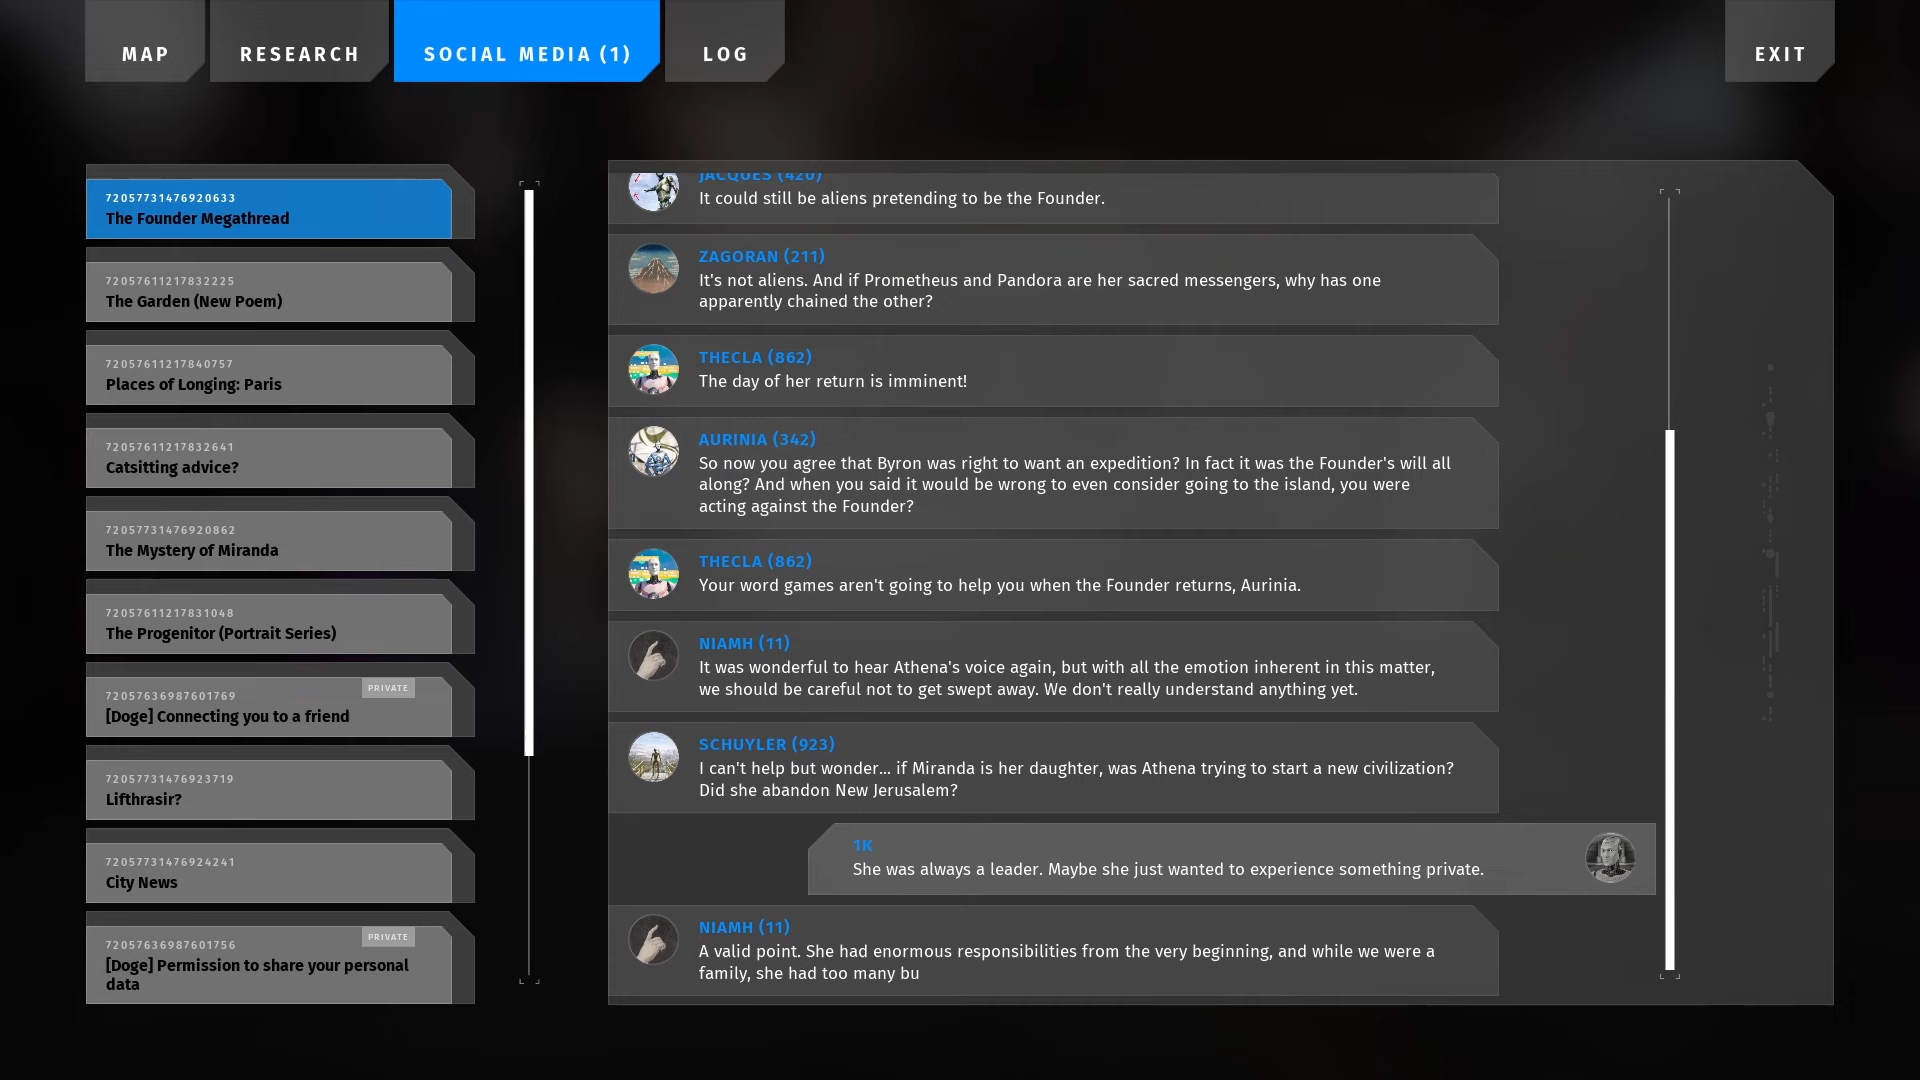 MAP
RESEARCH
SOCIAL MEDIA (1)
LOG
EXIT
72057731476920633
The Founder Megathread
72057611217832225
The Garden (New Poem)
72057611217840757
Places of Longing: Paris
72057611217832641
Catsitting advice?
72057731476920862
The Mystery of Miranda
72057611217831048
The Progenitor (Portrait Series)
PRIVATE
72057636987601769
[Doge] Connecting you to a friend
72057731476923719
Lifthrasir?
72057731476924241
City News
PRIVATE
72057636987601756
[Doge] Permission to share your personal
data
JACQUES (420)
It could still be aliens pretending to be the Founder.
ZAGORAN (211)
It's not aliens. And if Prometheus and Pandora are her sacred messengers, why has one
apparently chained the other?
THECLA (862)
The day of her return is imminent!
AURINIA (342)
So now you agree that Byron was right to want an expedition? In fact it was the Founder's will all
along? And when you said it would be wrong to even consider going to the island, you were
acting against the Founder?
THECLA (862)
Your word games aren't going to help you when the Founder returns, Aurinia.
NIAMH (11)
It was wonderful to hear Athena's voice again, but with all the emotion inherent in this matter,
we should be careful not to get swept away. We don't really understand anything yet.
SCHUYLER (923)
I can't help but wonder... if Miranda is her daughter, was Athena trying to start a new civilization?
Did she abandon New Jerusalem?
1K
She was always a leader. Maybe she just wanted to experience something private.
NIAMH (11)
A valid point. She had enormous responsibilities from the very beginning, and while we were a
family, she had too many bu